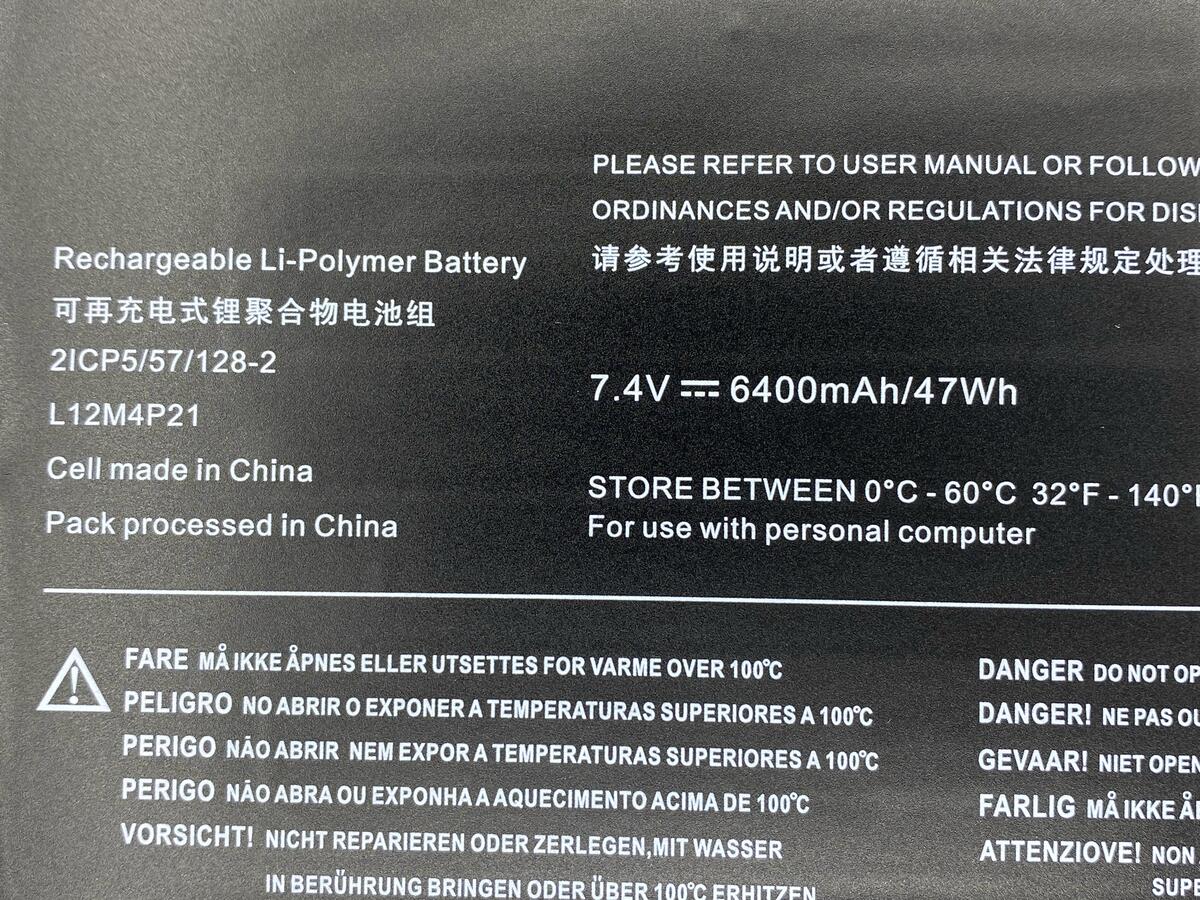 PLEASE REFER TO USER MANUAL OR FOLLOW
ORDINANCES AND/OR REGULATIONS FOR DIS
请参考使用说明或者遵循相关法律规定处理
Rechargeable Li-Polymer Battery
可再充电式锂聚合物电池组
2ICP5/57/128-2
L12M4P21
Cell made in China
Pack processed in China
7.4V ⎓ 6400mAh/47Wh
STORE BETWEEN 0°C - 60°C 32°F - 140°F
For use with personal computer
FARE MÅ IKKE ÅPNES ELLER UTSETTES FOR VARME OVER 100℃
PELIGRO NO ABRIR O EXPONER A TEMPERATURAS SUPERIORES A 100℃
PERIGO NÃO ABRIR NEM EXPOR A TEMPERATURAS SUPERIORES A 100℃
PERIGO NÃO ABRA OU EXPONHA A AQUECIMENTO ACIMA DE 100℃
VORSICHT! NICHT REPARIEREN ODER ZERLEGEN,MIT WASSER
IN BERÜHRUNG BRINGEN ODER ÜBER 100℃ ERHITZEN
DANGER DO NOT OP
DANGER! NE PAS OU
GEVAAR! NIET OPEN
FARLIG MÅ IKKE Å
ATTENZIOVE! NON
SUPE